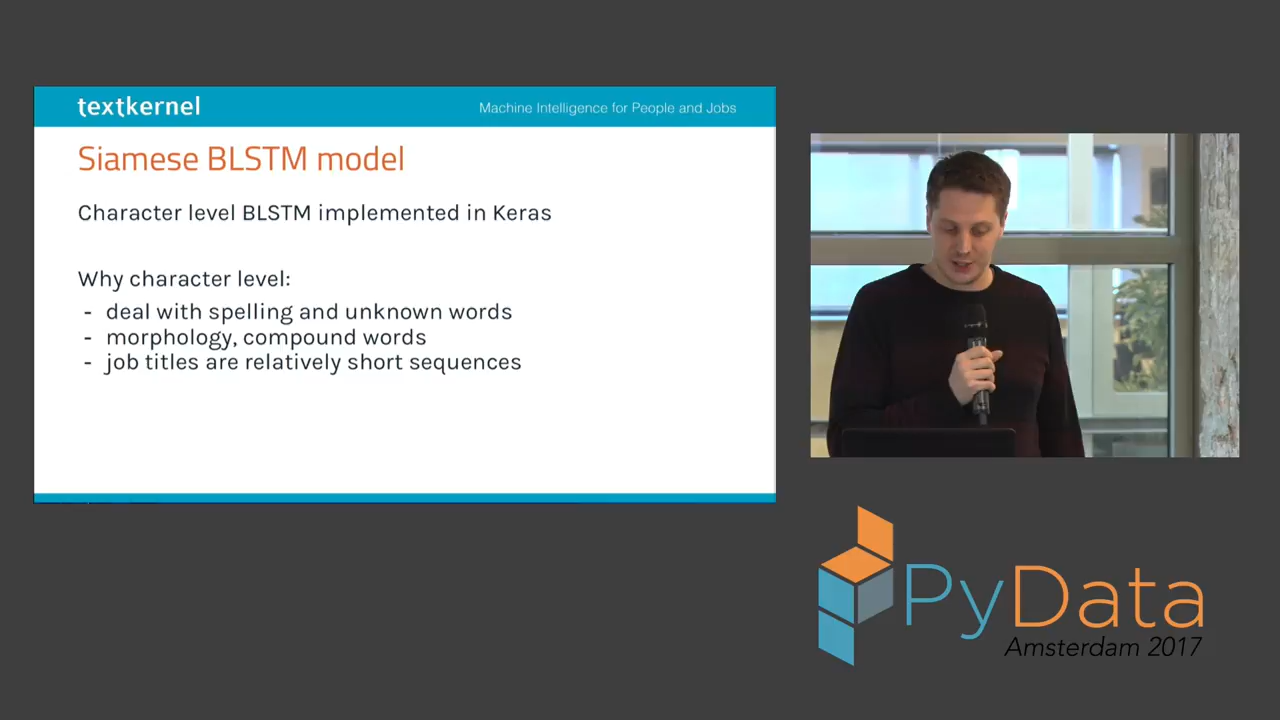 textkernel
Machine Intelligence for People and Jobs
Siamese BLSTM model
Character level BLSTM implemented in Keras
Why character level:
- deal with spelling and unknown words
- morphology, compound words
- job titles are relatively short sequences
PyData
Amsterdam 2017